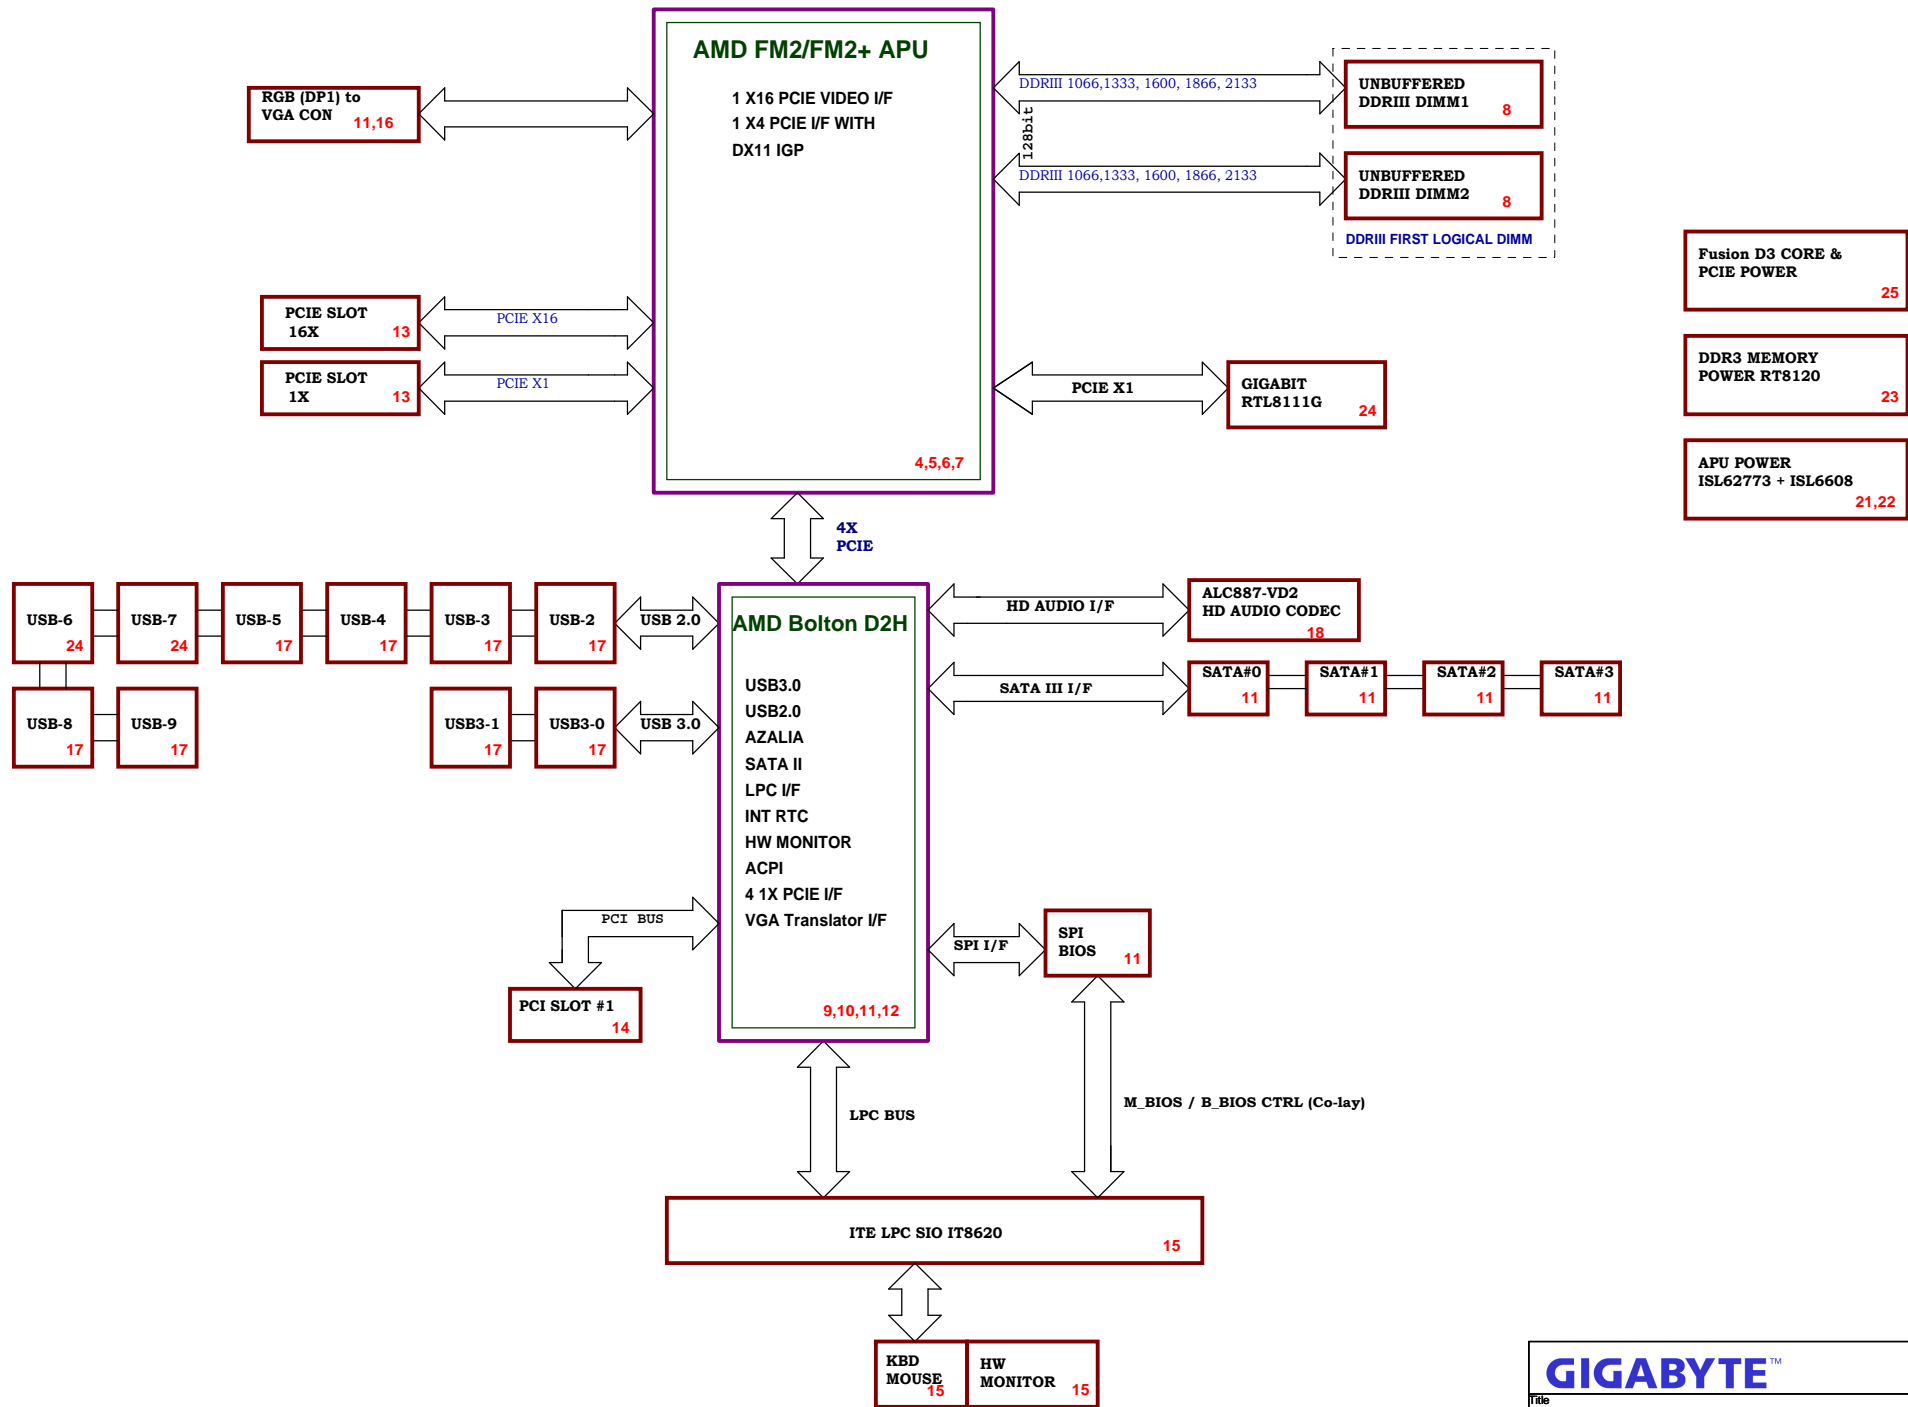 AMD FM2/FM2+ APU
1 X16 PCIE VIDEO I/F
1 X4 PCIE I/F WITH
DX11 IGP
4,5,6,7
RGB (DP1) to
VGA CON
11,16
DDRIII 1066,1333, 1600, 1866, 2133
128bit
DDRIII 1066,1333, 1600, 1866, 2133
UNBUFFERED
DDRIII DIMM1
8
UNBUFFERED
DDRIII DIMM2
8
DDRIII FIRST LOGICAL DIMM
Fusion D3 CORE &
PCIE POWER
25
DDR3 MEMORY
POWER RT8120
23
APU POWER
ISL62773 + ISL6608
21,22
PCIE SLOT
16X
13
PCIE X16
PCIE SLOT
1X
13
PCIE X1
PCIE X1
GIGABIT
RTL8111G
24
4X
PCIE
USB-6
24
USB-7
24
USB-5
17
USB-4
17
USB-3
17
USB-2
17
USB 2.0
USB-8
17
USB-9
17
USB3-1
17
USB3-0
17
USB 3.0
AMD Bolton D2H
USB3.0
USB2.0
AZALIA
SATA II
LPC I/F
INT RTC
HW MONITOR
ACPI
4 1X PCIE I/F
VGA Translator I/F
9,10,11,12
HD AUDIO I/F
ALC887-VD2
HD AUDIO CODEC
18
SATA III I/F
SATA#0
11
SATA#1
11
SATA#2
11
SATA#3
11
PCI BUS
PCI SLOT #1
14
SPI I/F
SPI
BIOS
11
LPC BUS
M_BIOS / B_BIOS CTRL (Co-lay)
ITE LPC SIO IT8620
15
KBD
MOUSE
15
HW
MONITOR
15
GIGABYTE™
Title